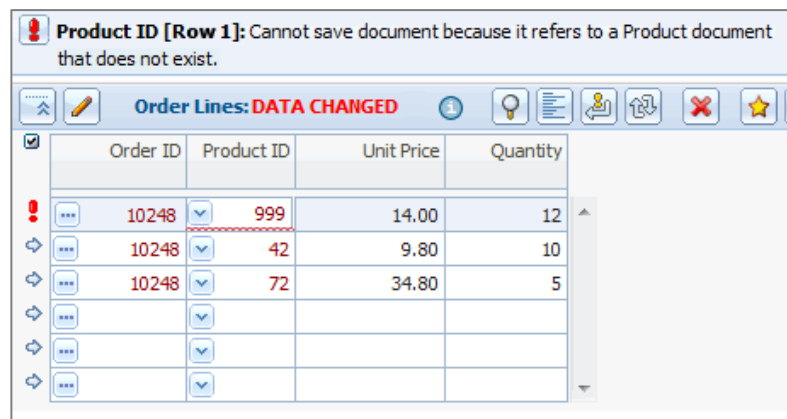 Product ID [Row 1]: Cannot save document because it refers to a Product document
that does not exist.
Order Lines: DATA CHANGED
Order ID Product ID Unit Price Quantity
10248 999 14.00 12
10248 42 9.80 10
10248 72 34.80 5